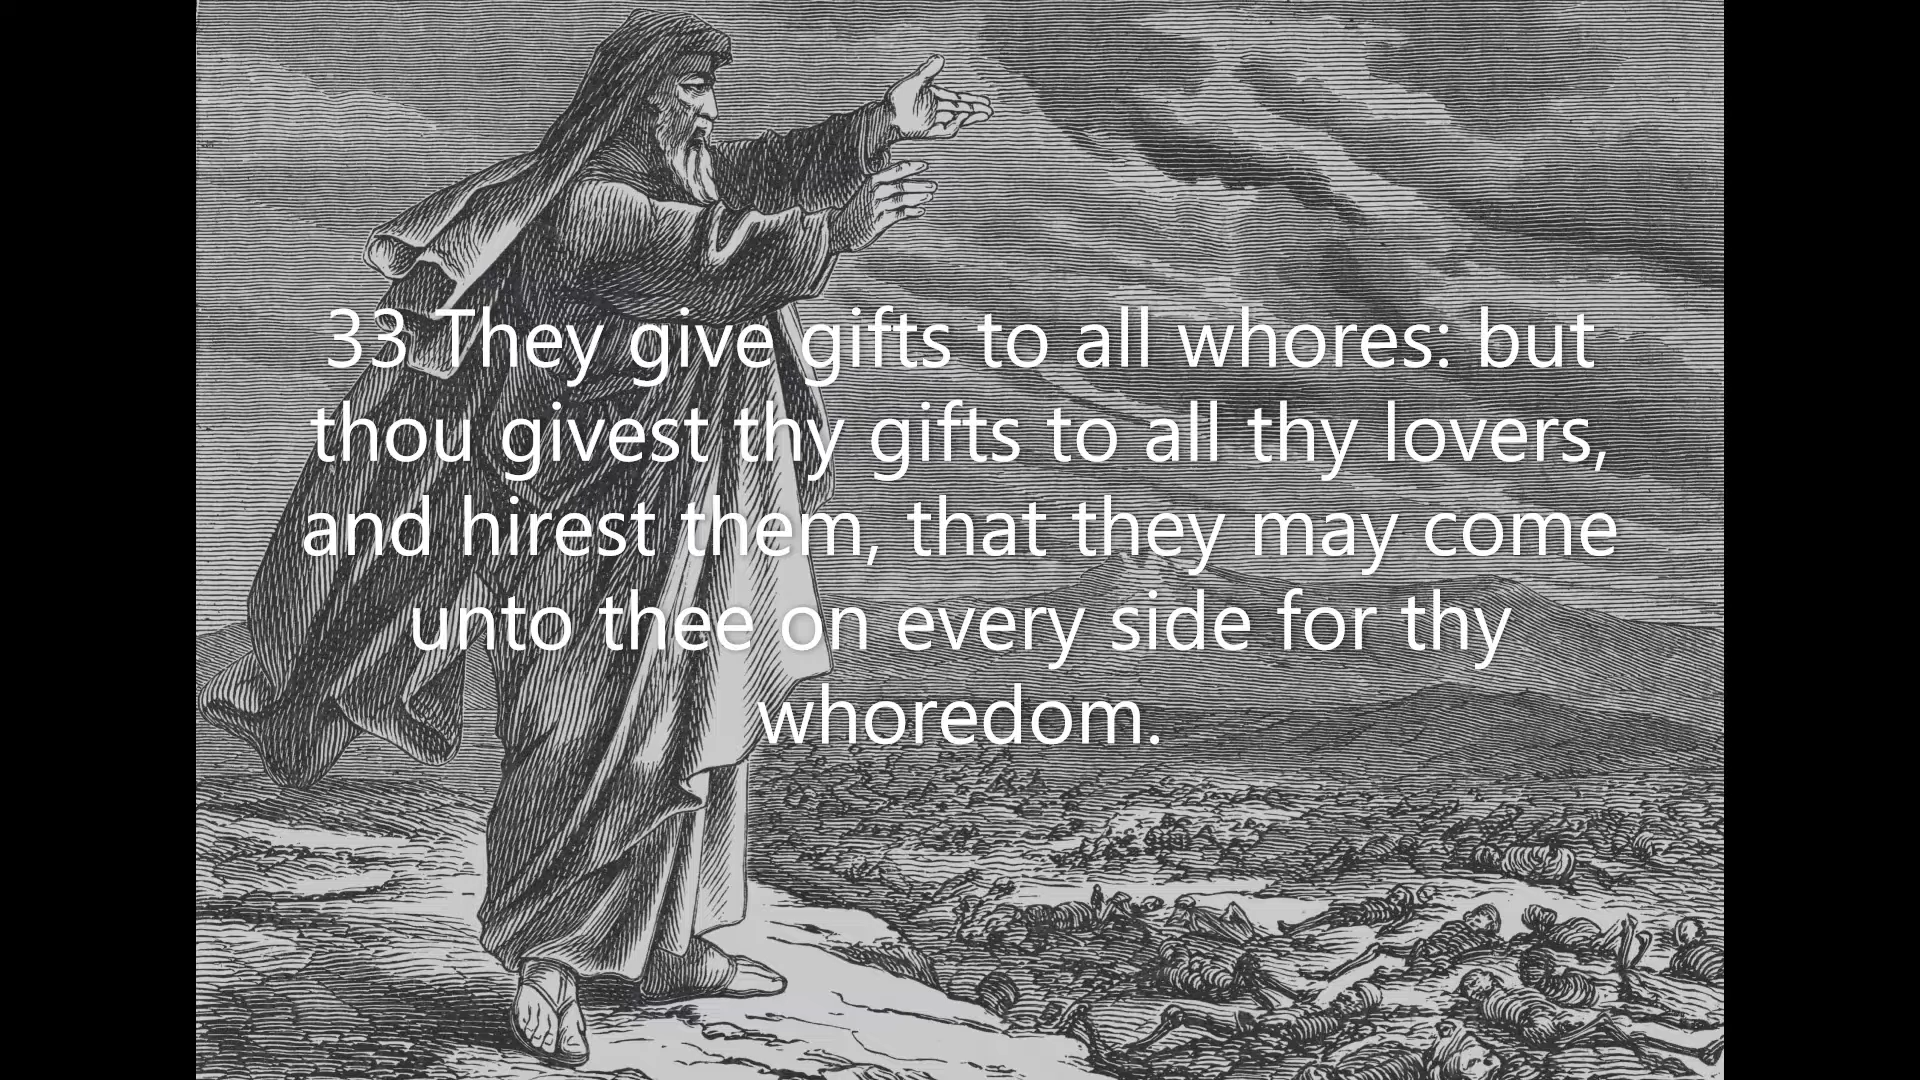 33 They give gifts to all whores: but
thou givest thy gifts to all thy lovers,
and hirest them, that they may come
unto thee on every side for thy
whoredom.